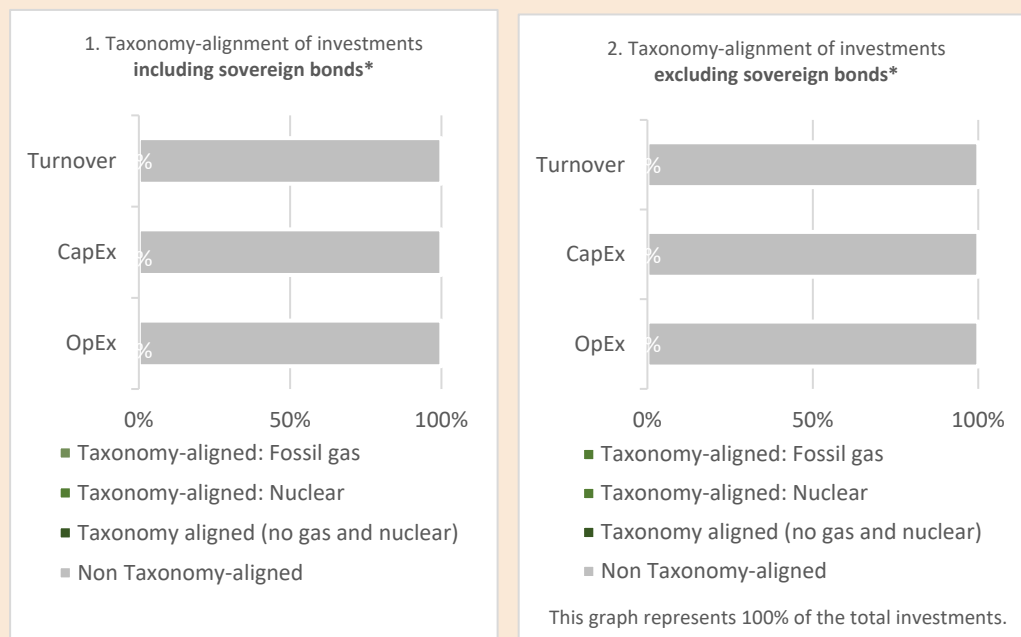 1. Taxonomy-alignment of investments
including sovereign bonds*
Turnover
%
CapEx
%
OpEx
%
0% 50% 100%
■ Taxonomy-aligned: Fossil gas
■ Taxonomy-aligned: Nuclear
■ Taxonomy aligned (no gas and nuclear)
■ Non Taxonomy-aligned
2. Taxonomy-alignment of investments
excluding sovereign bonds*
Turnover
%
CapEx
%
OpEx
%
0% 50% 100%
■ Taxonomy-aligned: Fossil gas
■ Taxonomy-aligned: Nuclear
■ Taxonomy aligned (no gas and nuclear)
■ Non Taxonomy-aligned
This graph represents 100% of the total investments.